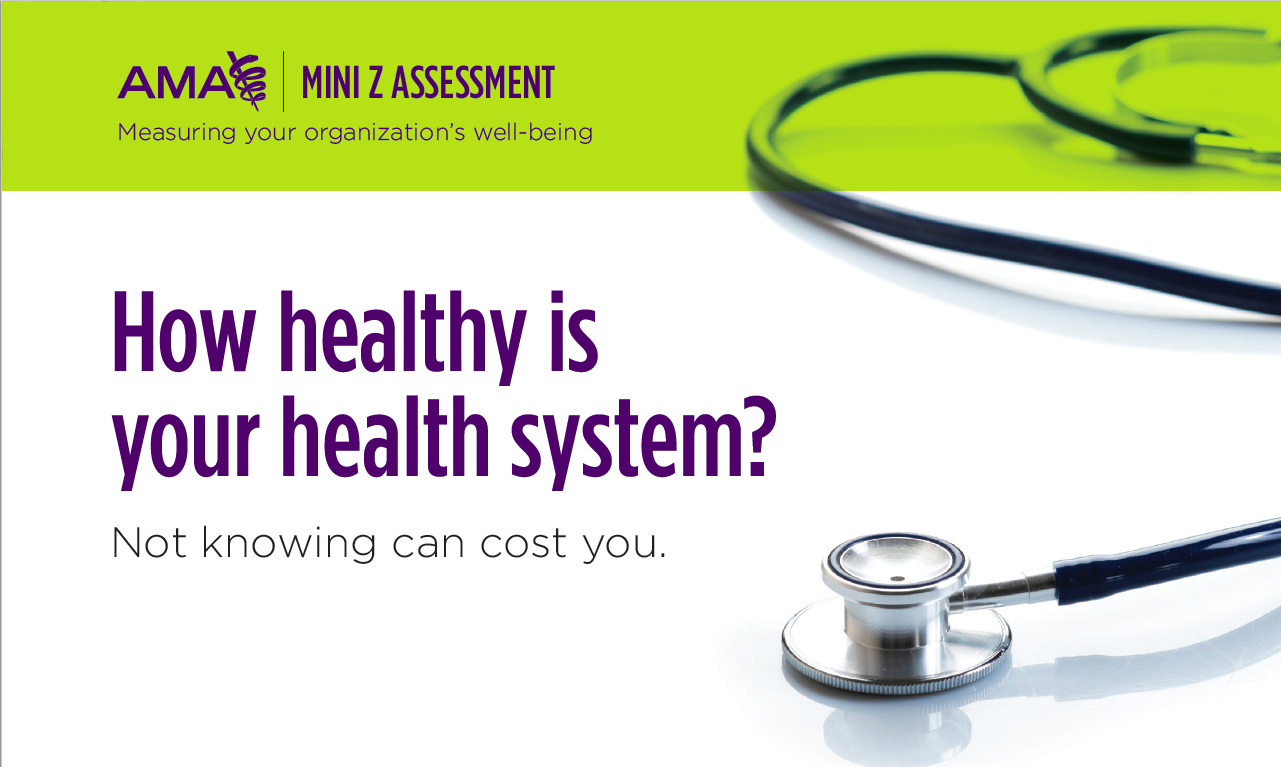 AMA | MINI Z ASSESSMENT
Measuring your organization's well-being
How healthy is
your health system?
Not knowing can cost you.